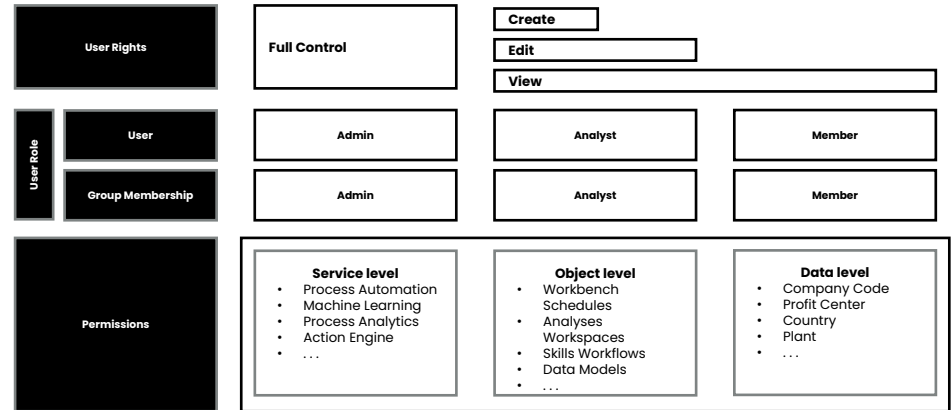 User Rights
Full Control
Create
Edit
View
User Role
User
Admin
Analyst
Member
Group Membership
Admin
Analyst
Member
Permissions
Service level
• Process Automation
• Machine Learning
• Process Analytics
• Action Engine
• . . .
Object level
• Workbench
Schedules
• Analyses
Workspaces
• Skills Workflows
• Data Models
• . . .
Data level
• Company Code
• Profit Center
• Country
• Plant
• . . .